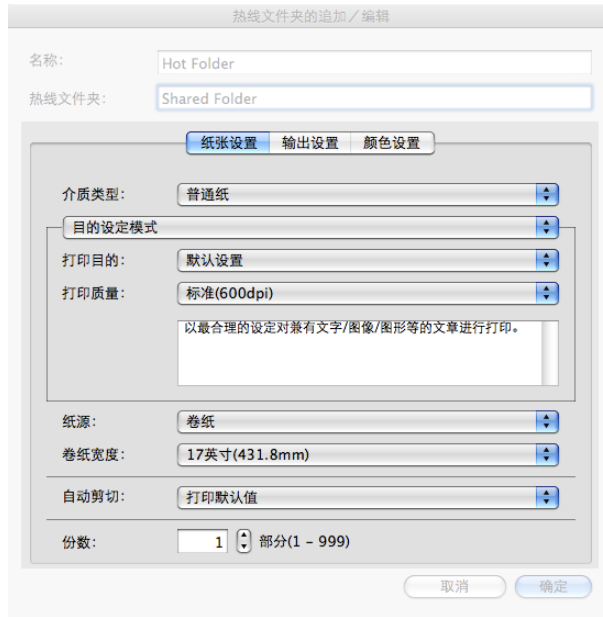 热线文件夹的追加／编辑
名称: Hot Folder
热线文件夹: Shared Folder
纸张设置 输出设置 颜色设置
介质类型: 普通纸
目的设定模式
打印目的: 默认设置
打印质量: 标准(600dpi)
以最合理的设定对兼有文字/图像/图形等的文章进行打印。
纸源: 卷纸
卷纸宽度: 17英寸(431.8mm)
自动剪切: 打印默认值
份数: 1 部分(1 – 999)
取消 确定